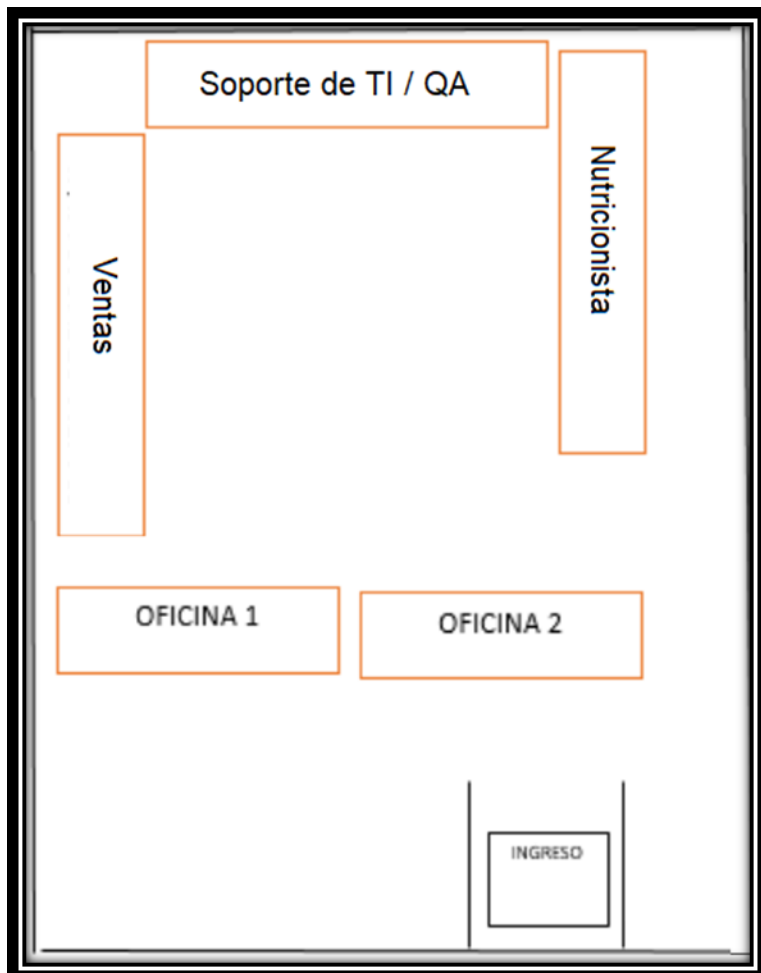 Soporte de TI / QA
Nutricionista
Ventas
OFICINA 1
OFICINA 2
INGRESO